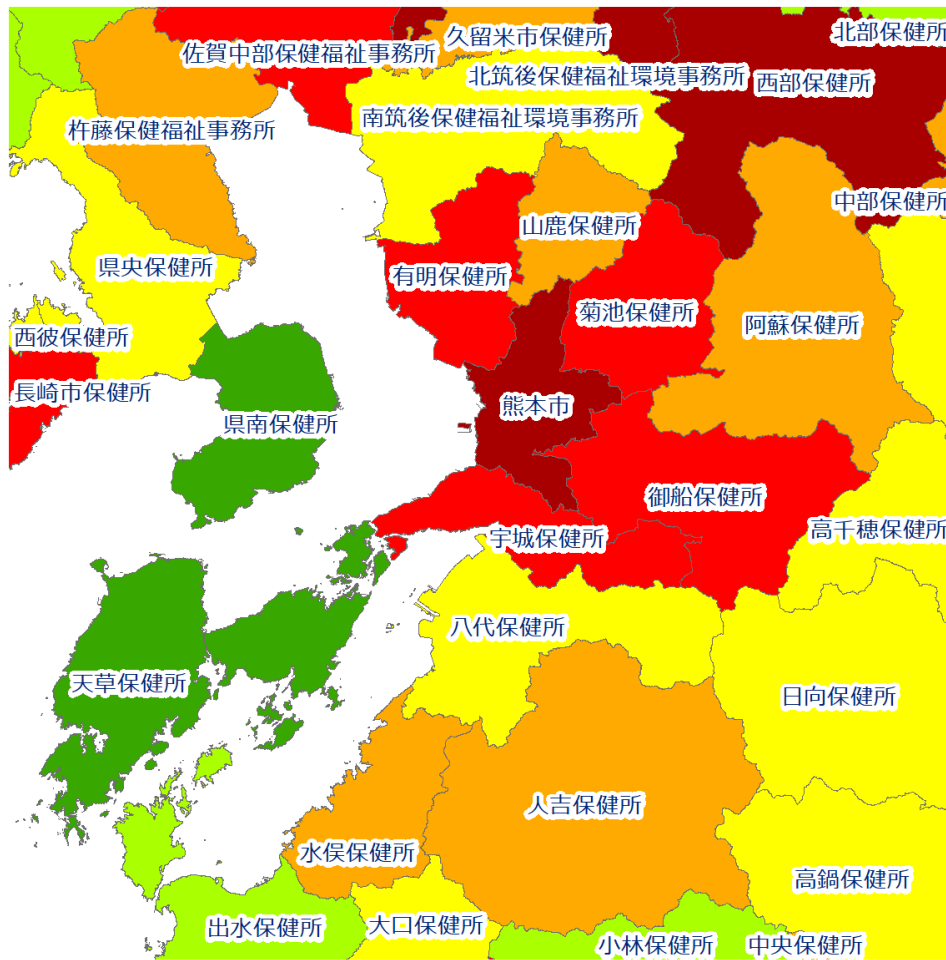 北部保健所
久留米市保健所
佐賀中部保健福祉事務所
北筑後保健福祉環境事務所
西部保健所
南筑後保健福祉環境事務所
杵藤保健福祉事務所
中部保健所
山鹿保健所
県央保健所
有明保健所
菊池保健所
阿蘇保健所
西彼保健所
長崎市保健所
熊本市
県南保健所
御船保健所
高千穂保健所
宇城保健所
八代保健所
天草保健所
日向保健所
人吉保健所
水俣保健所
高鍋保健所
出水保健所
大口保健所
小林保健所
中央保健所